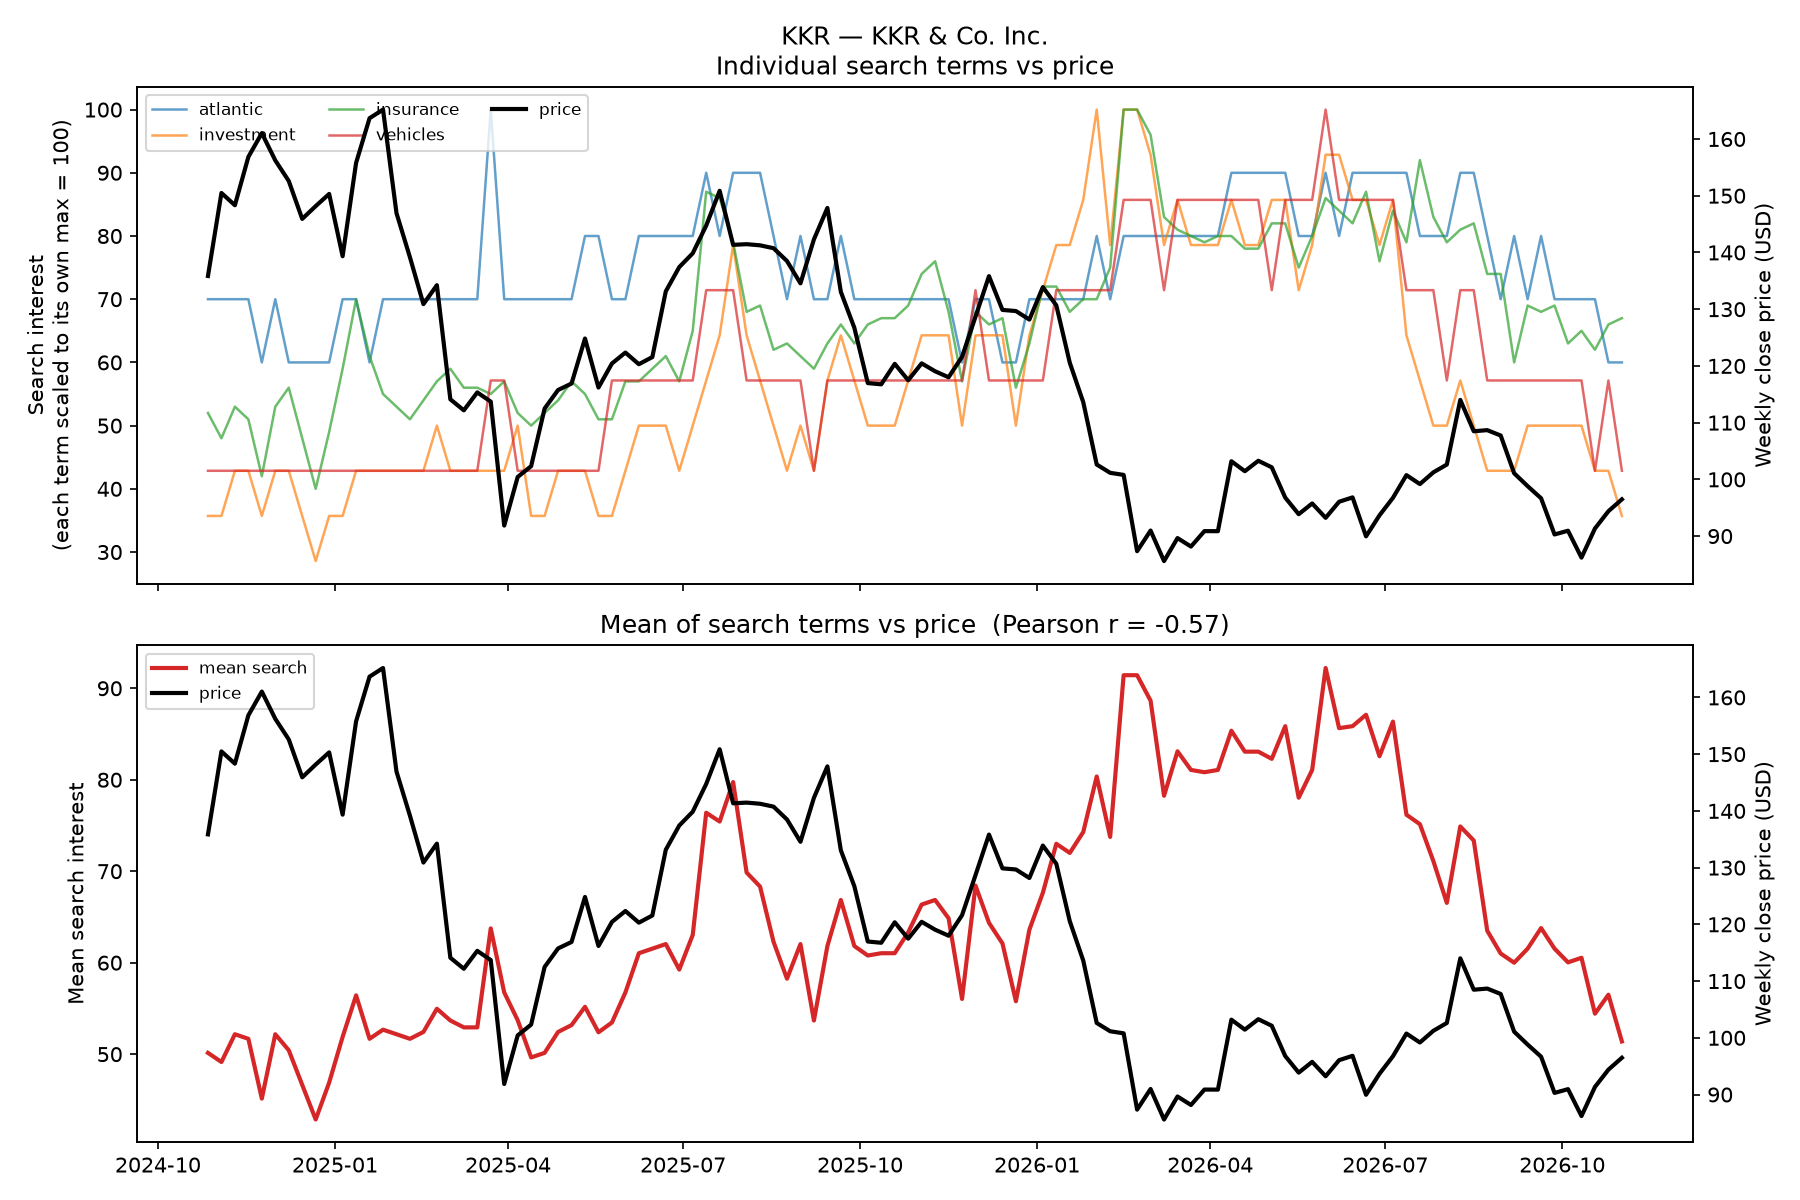 KKR — KKR & Co. Inc.
Individual search terms vs price
atlantic
investment
insurance
vehicles
price
Search interest
(each term scaled to its own max = 100)
100
90
80
70
60
50
40
30
160
150
140
130
120
110
100
90
Weekly close price (USD)
Mean of search terms vs price  (Pearson r = -0.57)
mean search
price
Mean search interest
90
80
70
60
50
160
150
140
130
120
110
100
90
Weekly close price (USD)
2024-10
2025-01
2025-04
2025-07
2025-10
2026-01
2026-04
2026-07
2026-10